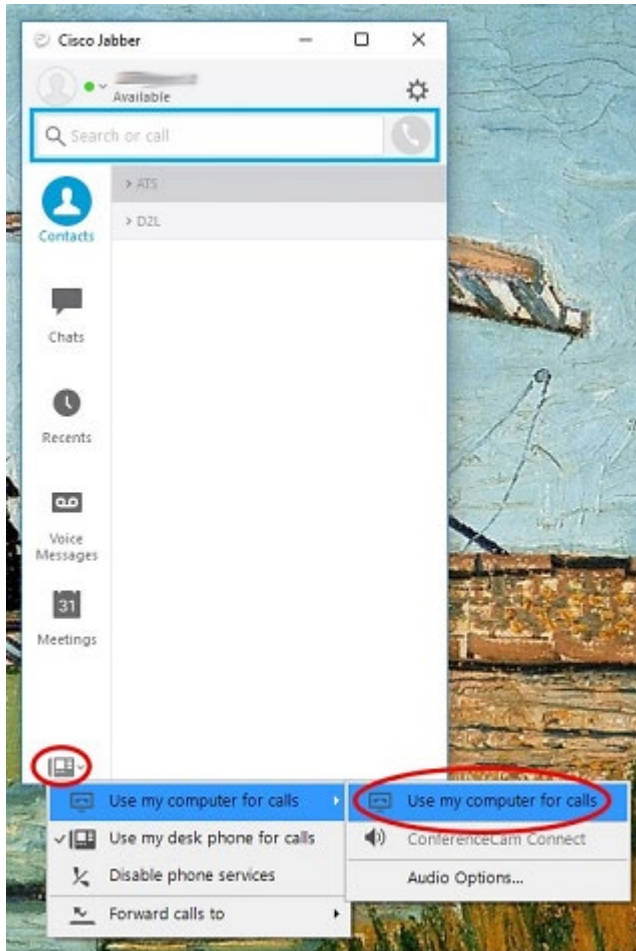 Cisco Jabber
Available
Search or call
> ATS
> D2L
Contacts
Chats
Recents
Voice
Messages
31
Meetings
Use my computer for calls
Use my desk phone for calls
Disable phone services
Forward calls to
Use my computer for calls
ConferenceCam Connect
Audio Options...